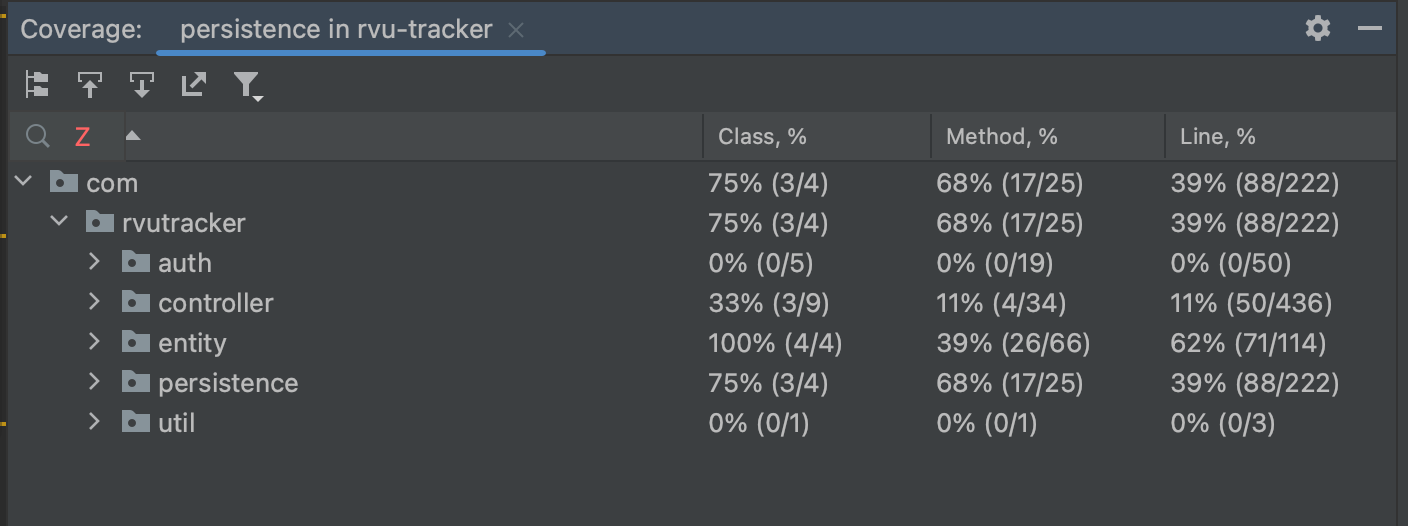 Coverage: persistence in rvu-tracker
Z Class, % Method, % Line, %
com 75% (3/4) 68% (17/25) 39% (88/222)
rvutracker 75% (3/4) 68% (17/25) 39% (88/222)
auth 0% (0/5) 0% (0/19) 0% (0/50)
controller 33% (3/9) 11% (4/34) 11% (50/436)
entity 100% (4/4) 39% (26/66) 62% (71/114)
persistence 75% (3/4) 68% (17/25) 39% (88/222)
util 0% (0/1) 0% (0/1) 0% (0/3)